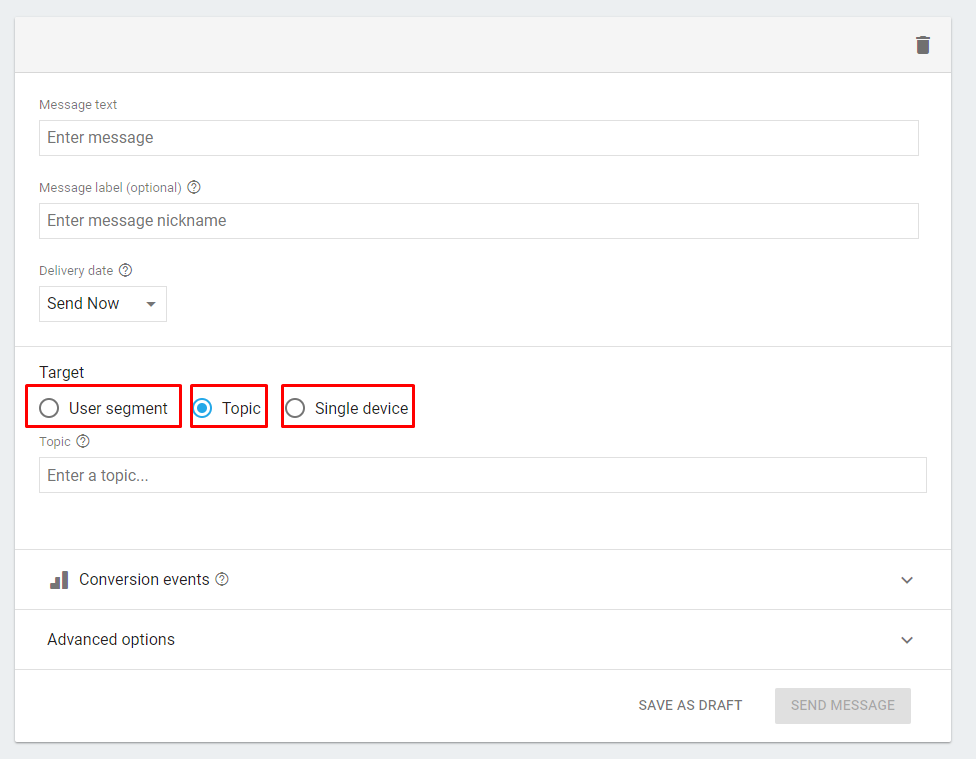 Message text
Enter message
Message label (optional)
Enter message nickname
Delivery date
Send Now
Target
User segment Topic Single device
Topic
Enter a topic...
Conversion events
Advanced options
SAVE AS DRAFT SEND MESSAGE